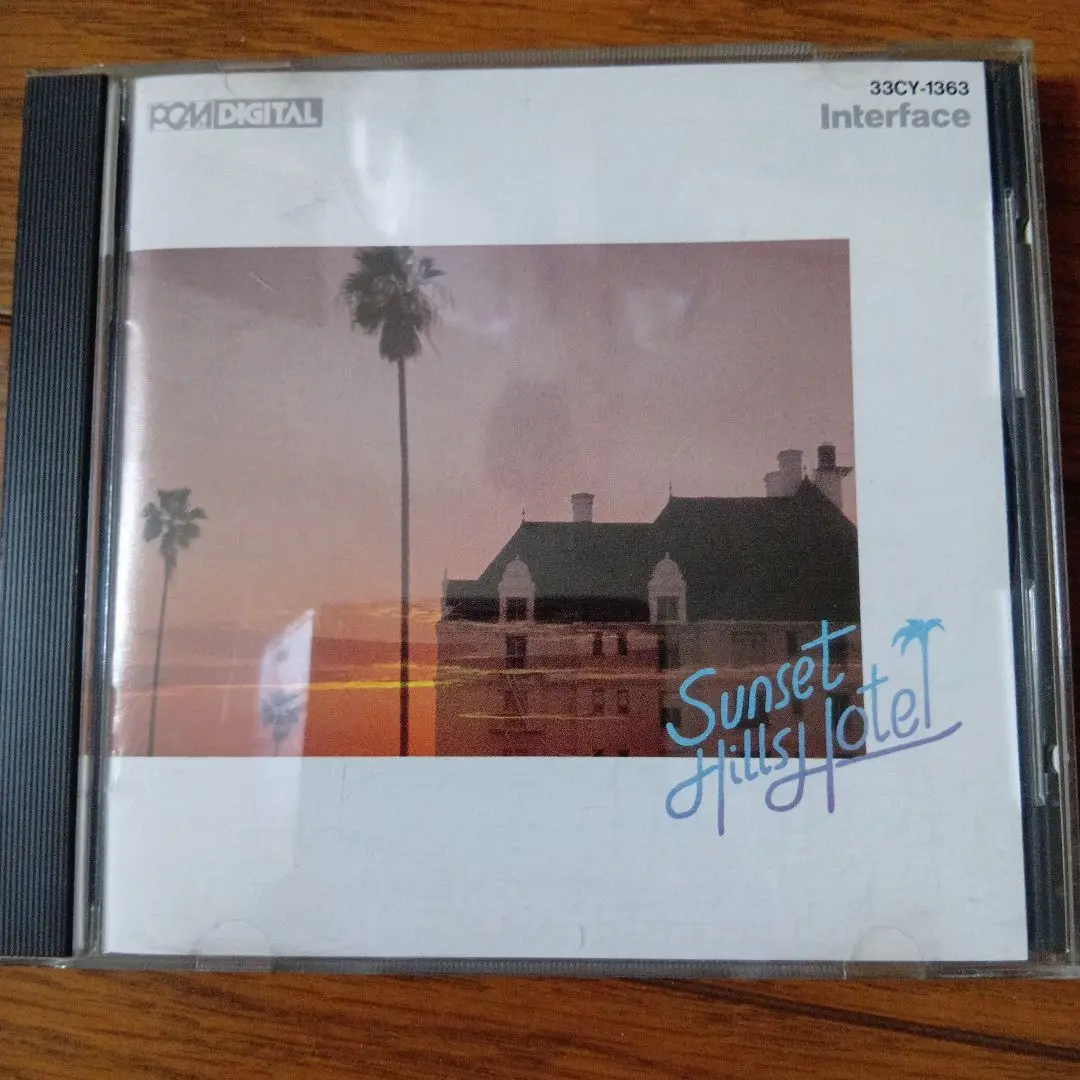 PCM DIGITAL
33CY-1363
Interface
Sunset
Hills Hotel